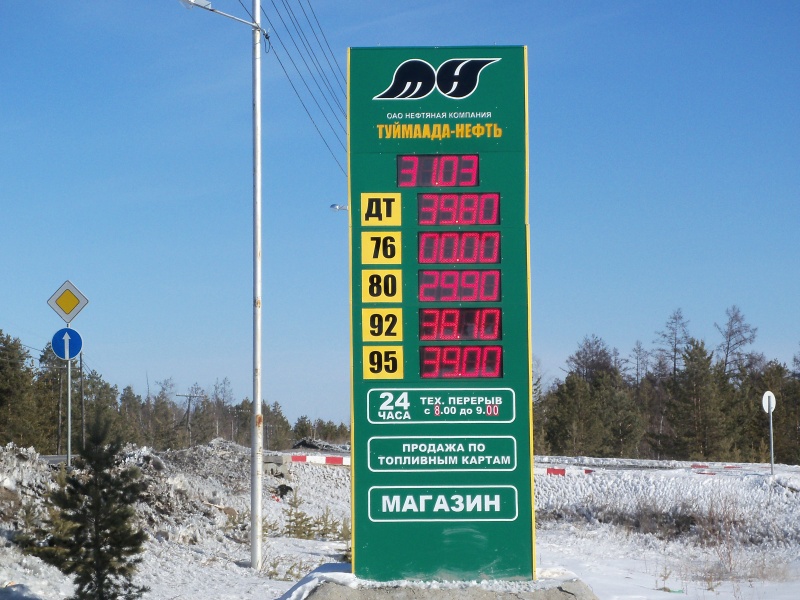 ТН
ОАО НЕФТЯНАЯ КОМПАНИЯ
ТУЙМААДА-НЕФТЬ
31.03
ДТ 39.80
76 00.00
80 29.90
92 38.10
95 39.00
24 ЧАСА
ТЕХ. ПЕРЕРЫВ
с 8.00 до 9.00
ПРОДАЖА ПО
ТОПЛИВНЫМ КАРТАМ
МАГАЗИН